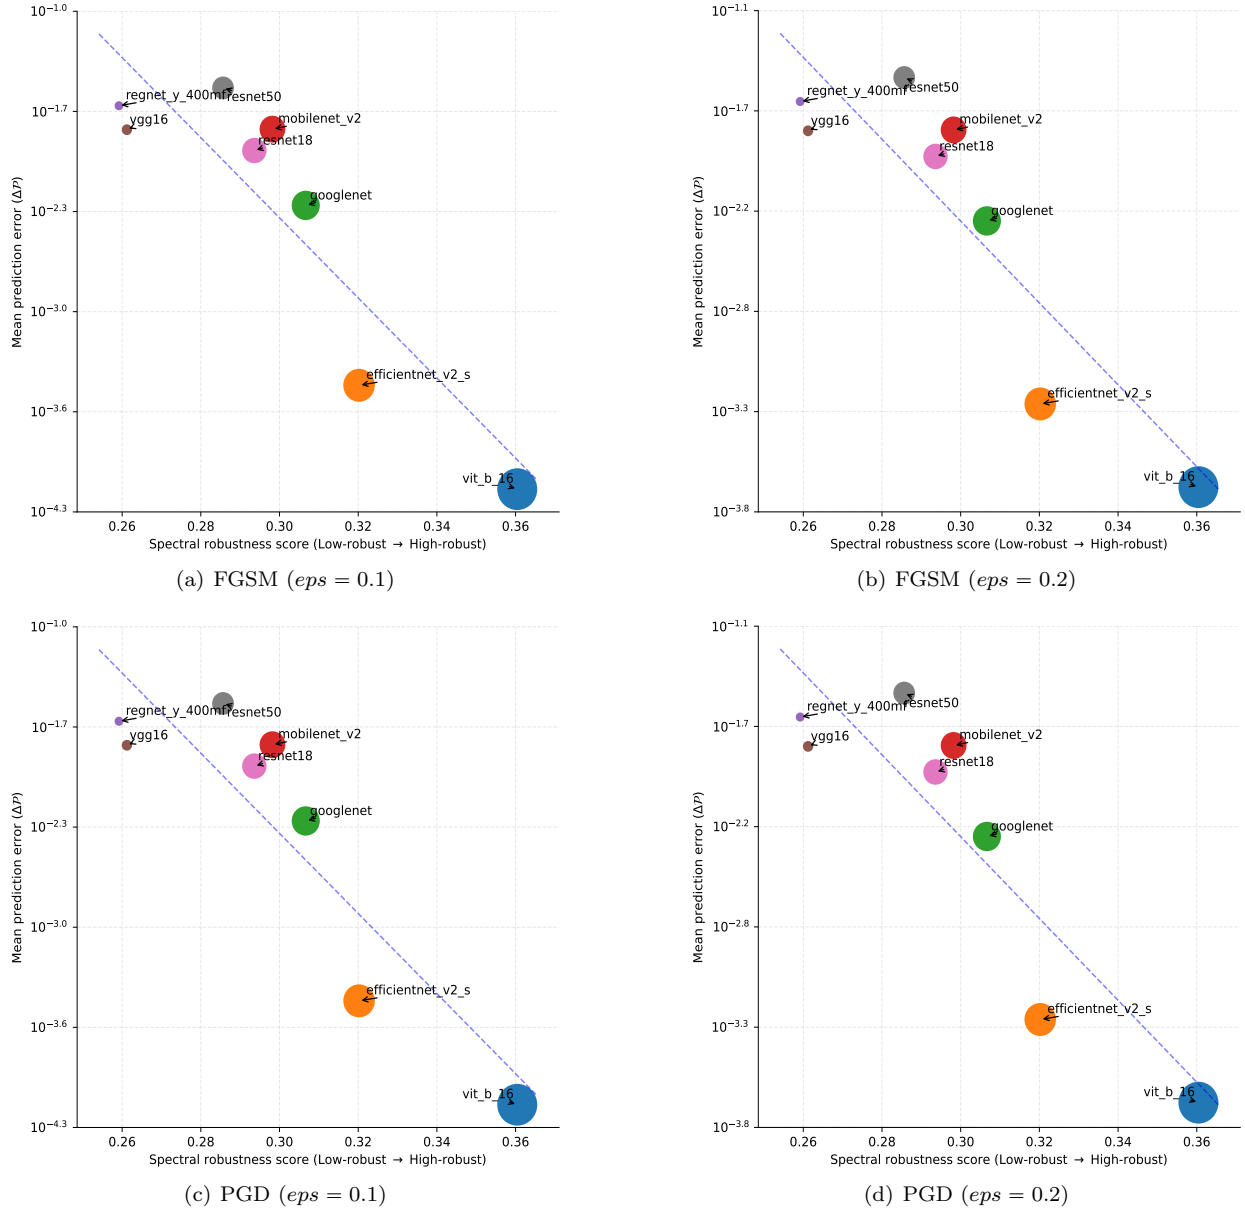 10^−1.0
10^−1.7
10^−2.3
10^−3.0
10^−3.6
10^−4.3
Mean prediction error (Δ𝒫)
regnet_y_400mf
resnet50
ygg16
mobilenet_v2
resnet18
googlenet
efficientnet_v2_s
vit_b_16
0.26 0.28 0.30 0.32 0.34 0.36
Spectral robustness score (Low-robust → High-robust)
(a) FGSM (eps = 0.1)
10^−1.1
10^−1.7
10^−2.2
10^−2.8
10^−3.3
10^−3.8
Mean prediction error (Δ𝒫)
regnet_y_400mf
resnet50
ygg16
mobilenet_v2
resnet18
googlenet
efficientnet_v2_s
vit_b_16
0.26 0.28 0.30 0.32 0.34 0.36
Spectral robustness score (Low-robust → High-robust)
(b) FGSM (eps = 0.2)
10^−1.0
10^−1.7
10^−2.3
10^−3.0
10^−3.6
10^−4.3
Mean prediction error (Δ𝒫)
regnet_y_400mf
resnet50
ygg16
mobilenet_v2
resnet18
googlenet
efficientnet_v2_s
vit_b_16
0.26 0.28 0.30 0.32 0.34 0.36
Spectral robustness score (Low-robust → High-robust)
(c) PGD (eps = 0.1)
10^−1.1
10^−1.7
10^−2.2
10^−2.8
10^−3.3
10^−3.8
Mean prediction error (Δ𝒫)
regnet_y_400mf
resnet50
ygg16
mobilenet_v2
resnet18
googlenet
efficientnet_v2_s
vit_b_16
0.26 0.28 0.30 0.32 0.34 0.36
Spectral robustness score (Low-robust → High-robust)
(d) PGD (eps = 0.2)